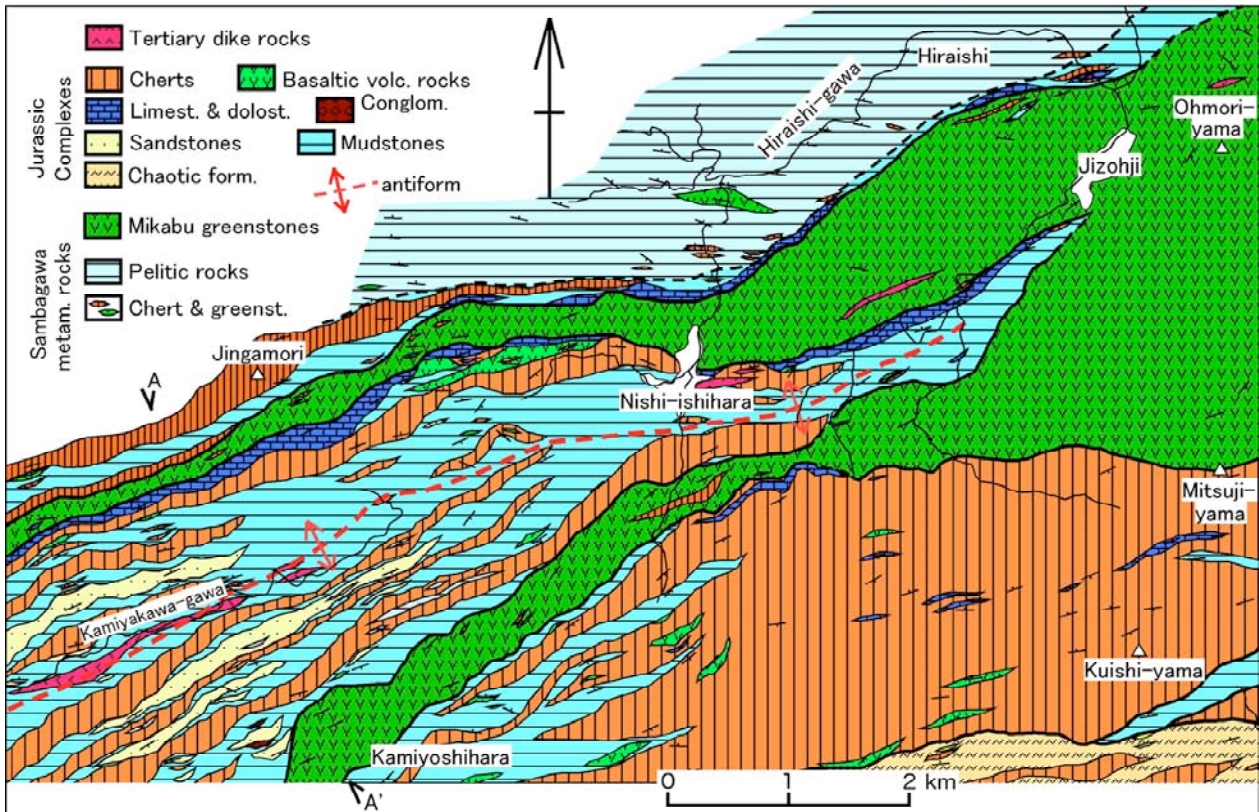 Tertiary dike rocks
Jurassic
Complexes
Cherts
Basaltic volc. rocks
Limest. & dolost.
Conglom.
Sandstones
Mudstones
Chaotic form.
antiform
Sambagawa
metam. rocks
Mikabu greenstones
Pelitic rocks
Chert & greenst.
Hiraishi
Hiraishi-gawa
Ohmori-
yama
Jizohji
Jingamori
A
Nishi-ishihara
Mitsuji-
yama
Kamiyakawa-gawa
Kuishi-yama
Kamiyoshihara
A'
0 1 2 km